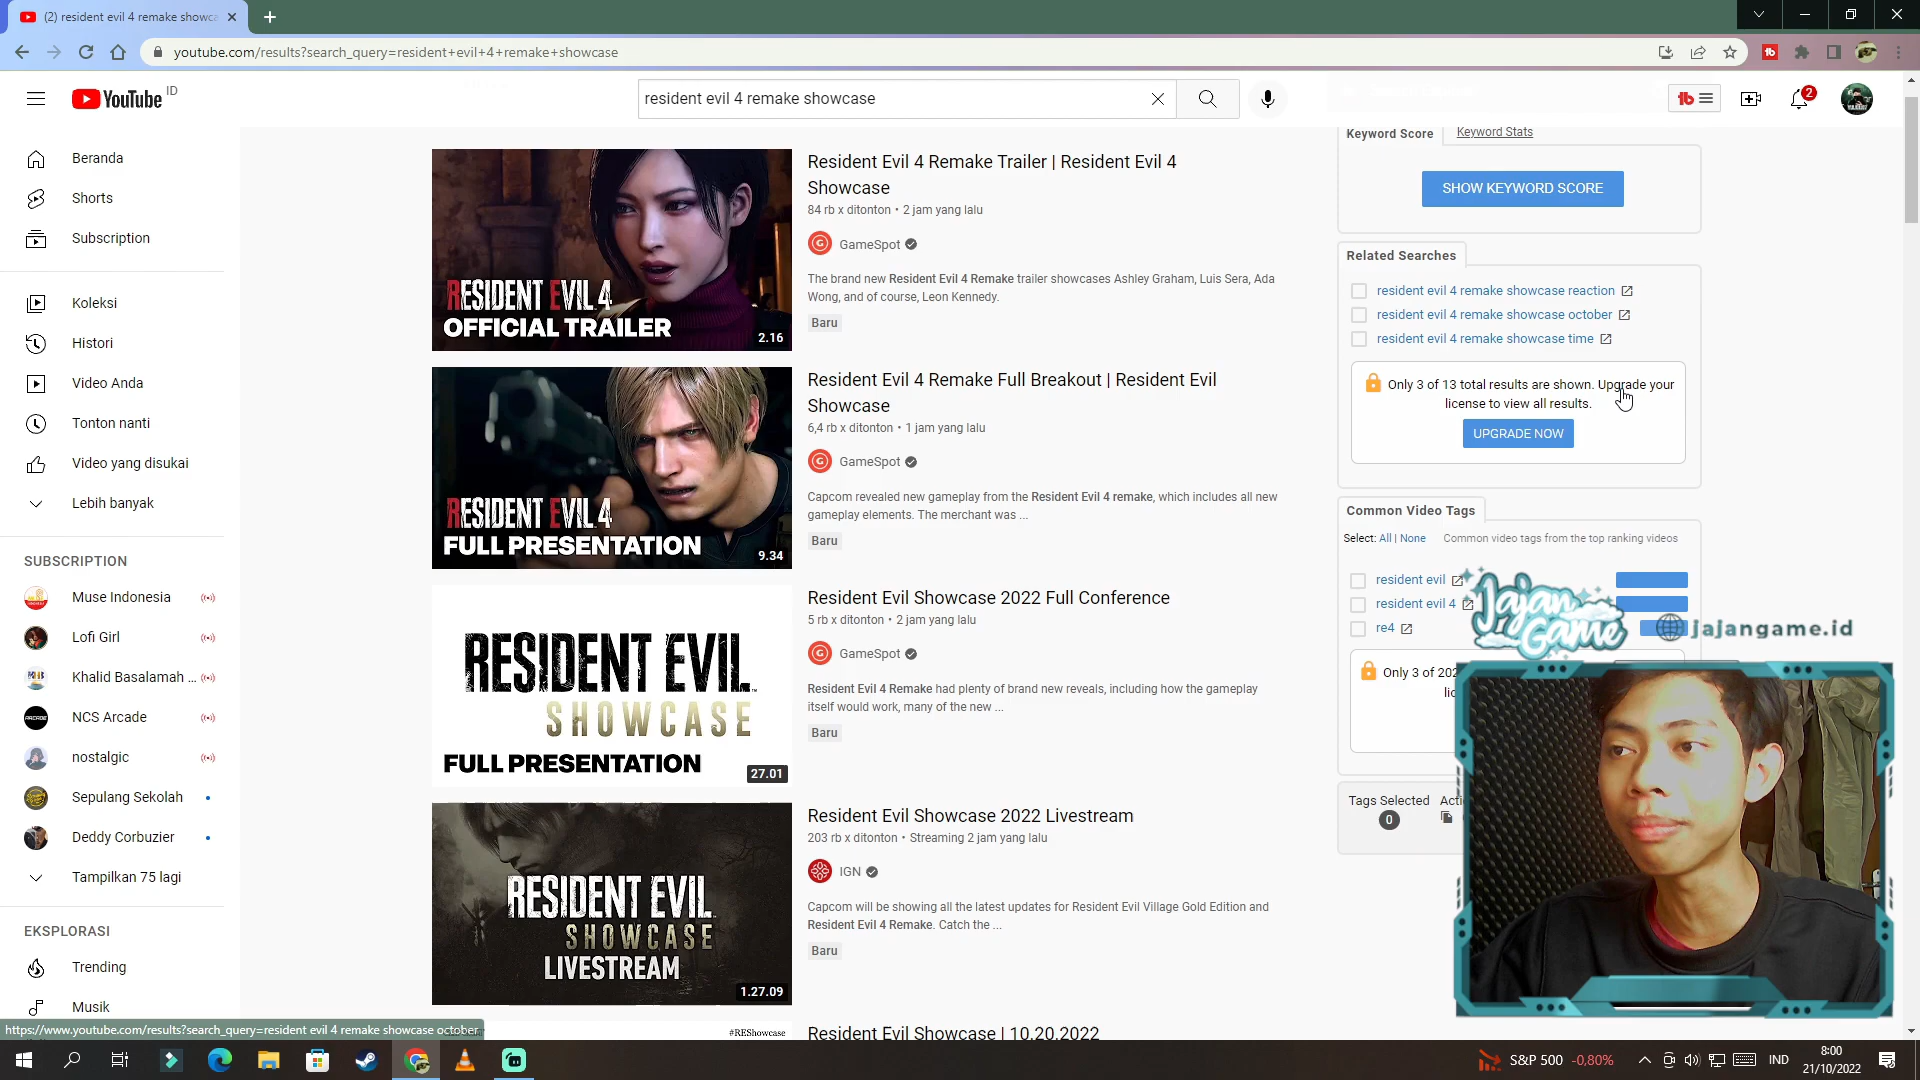 (2) resident evil 4 remake showca
youtube.com/results?search_query=resident+evil+4+remake+showcase
YouTube ID
resident evil 4 remake showcase
2
Beranda
Shorts
Subscription
Koleksi
Histori
Video Anda
Tonton nanti
Video yang disukai
Lebih banyak
SUBSCRIPTION
Muse Indonesia
Lofi Girl
Khalid Basalamah ...
NCS Arcade
nostalgic
Sepulang Sekolah
Deddy Corbuzier
Tampilkan 75 lagi
EKSPLORASI
Trending
Musik
RESIDENT EVIL 4
OFFICIAL TRAILER
2.16
Resident Evil 4 Remake Trailer | Resident Evil 4
Showcase
84 rb x ditonton • 2 jam yang lalu
GameSpot
The brand new Resident Evil 4 Remake trailer showcases Ashley Graham, Luis Sera, Ada
Wong, and of course, Leon Kennedy.
Baru
RESIDENT EVIL 4
FULL PRESENTATION
9.34
Resident Evil 4 Remake Full Breakout | Resident Evil
Showcase
6,4 rb x ditonton • 1 jam yang lalu
GameSpot
Capcom revealed new gameplay from the Resident Evil 4 remake, which includes all new
gameplay elements. The merchant was ...
Baru
RESIDENT EVIL
SHOWCASE
FULL PRESENTATION
27.01
Resident Evil Showcase 2022 Full Conference
5 rb x ditonton • 2 jam yang lalu
GameSpot
Resident Evil 4 Remake had plenty of brand new reveals, including how the gameplay
itself would work, many of the new ...
Baru
RESIDENT EVIL
SHOWCASE
LIVESTREAM
1.27.09
Resident Evil Showcase 2022 Livestream
203 rb x ditonton • Streaming 2 jam yang lalu
IGN
Capcom will be showing all the latest updates for Resident Evil Village Gold Edition and
Resident Evil 4 Remake. Catch the ...
Baru
#REShowcase
Resident Evil Showcase | 10.20.2022
Keyword Score
Keyword Stats
SHOW KEYWORD SCORE
Related Searches
resident evil 4 remake showcase reaction
resident evil 4 remake showcase october
resident evil 4 remake showcase time
Only 3 of 13 total results are shown. Upgrade your
license to view all results.
UPGRADE NOW
Common Video Tags
Select: All | None Common video tags from the top ranking videos
resident evil
resident evil 4
re4
Only 3 of 202
lic
Tags Selected Acti
0
Jajan
Game
jajangame.id
https://www.youtube.com/results?search_query=resident evil 4 remake showcase october
S&P 500 -0,80%
IND
8:00
21/10/2022